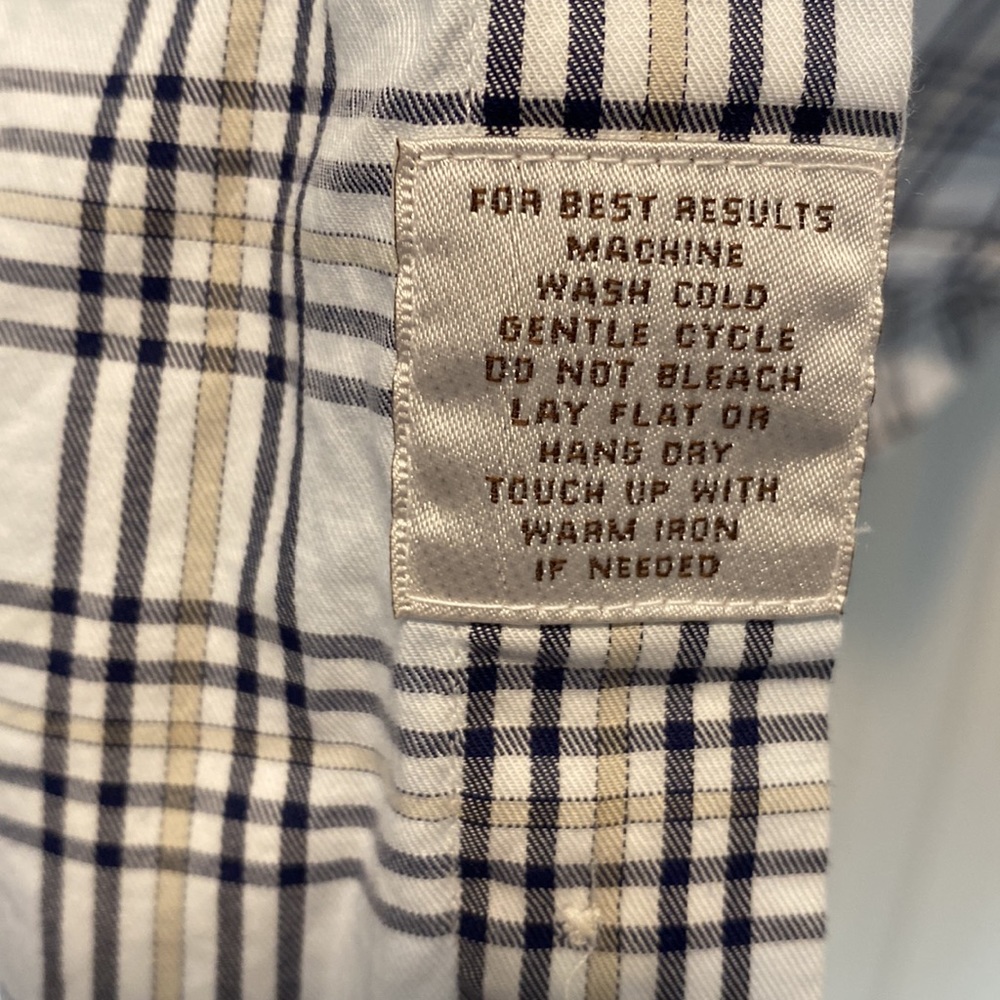 FOR BEST RESULTS
MACHINE
WASH COLD
GENTLE CYCLE
DO NOT BLEACH
LAY FLAT OR
HANG DRY
TOUCH UP WITH
WARM IRON
IF NEEDED